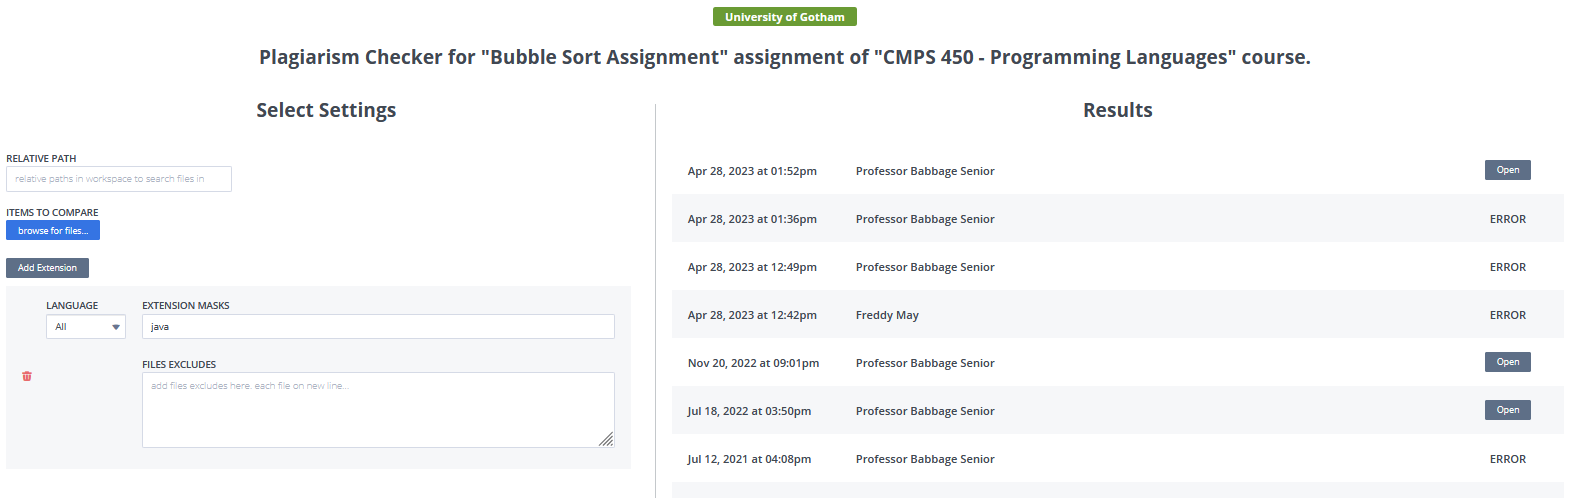 University of Gotham
Plagiarism Checker for "Bubble Sort Assignment" assignment of "CMPS 450 - Programming Languages" course.
Select Settings
RELATIVE PATH
relative paths in workspace to search files in
ITEMS TO COMPARE
browse for files...
Add Extension
LANGUAGE
All
EXTENSION MASKS
java
FILES EXCLUDES
add files excludes here. each file on new line...
Results
Apr 28, 2023 at 01:52pm Professor Babbage Senior Open
Apr 28, 2023 at 01:36pm Professor Babbage Senior ERROR
Apr 28, 2023 at 12:49pm Professor Babbage Senior ERROR
Apr 28, 2023 at 12:42pm Freddy May ERROR
Nov 20, 2022 at 09:01pm Professor Babbage Senior Open
Jul 18, 2022 at 03:50pm Professor Babbage Senior Open
Jul 12, 2021 at 04:08pm Professor Babbage Senior ERROR